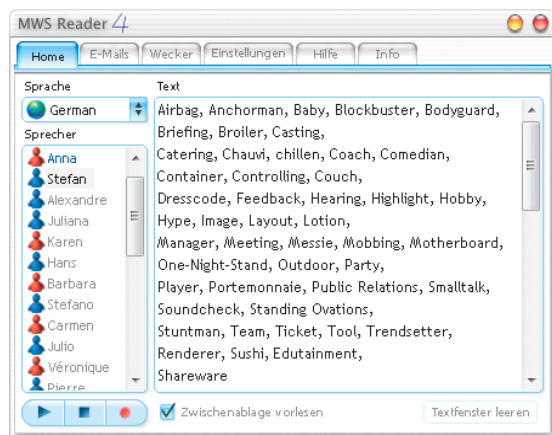 MWS Reader 4
Home E-Mails Wecker Einstellungen Hilfe Info
Sprache
German
Sprecher
Anna
Stefan
Alexandre
Juliana
Karen
Hans
Barbara
Stefano
Carmen
Julio
Véronique
Pierre
Text
Airbag, Anchorman, Baby, Blockbuster, Bodyguard,
Briefing, Broiler, Casting,
Catering, Chauvi, chillen, Coach, Comedian,
Container, Controlling, Couch,
Dresscode, Feedback, Hearing, Highlight, Hobby,
Hype, Image, Layout, Lotion,
Manager, Meeting, Messie, Mobbing, Motherboard,
One-Night-Stand, Outdoor, Party,
Player, Portemonnaie, Public Relations, Smalltalk,
Soundcheck, Standing Ovations,
Stuntman, Team, Ticket, Tool, Trendsetter,
Renderer, Sushi, Edutainment,
Shareware
Zwischenablage vorlesen
Textfenster leeren